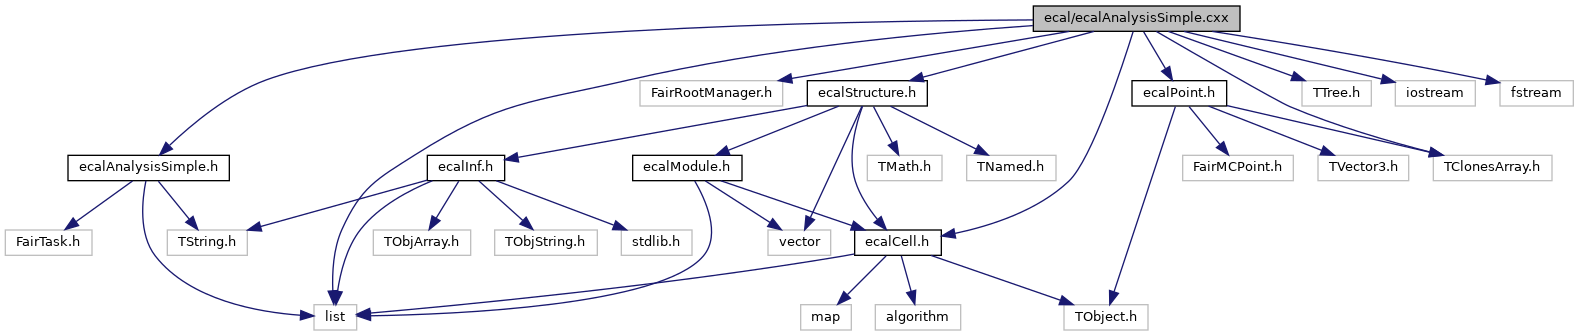 ecal/ecalAnalysisSimple.cxx
FairRootManager.h
ecalStructure.h
ecalPoint.h
TTree.h
iostream
fstream
ecalAnalysisSimple.h
ecalInf.h
ecalModule.h
TMath.h
TNamed.h
FairMCPoint.h
TVector3.h
TClonesArray.h
FairTask.h
TString.h
TObjArray.h
TObjString.h
stdlib.h
vector
ecalCell.h
list
map
algorithm
TObject.h